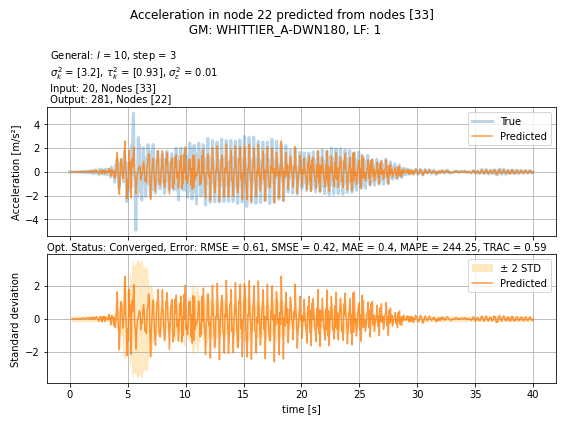 Acceleration in node 22 predicted from nodes [33]
GM: WHITTIER_A-DWN180, LF: 1
General: l = 10, step = 3
σ²ₖ = [3.2], τ²ₖ = [0.93], σ²ε = 0.01
Input: 20, Nodes [33]
Output: 281, Nodes [22]
True
Predicted
4
2
0
−2
−4
Acceleration [m/s²]
Opt. Status: Converged, Error: RMSE = 0.61, SMSE = 0.42, MAE = 0.4, MAPE = 244.25, TRAC = 0.59
± 2 STD
Predicted
2
0
−2
Standard deviation
0 5 10 15 20 25 30 35 40
time [s]